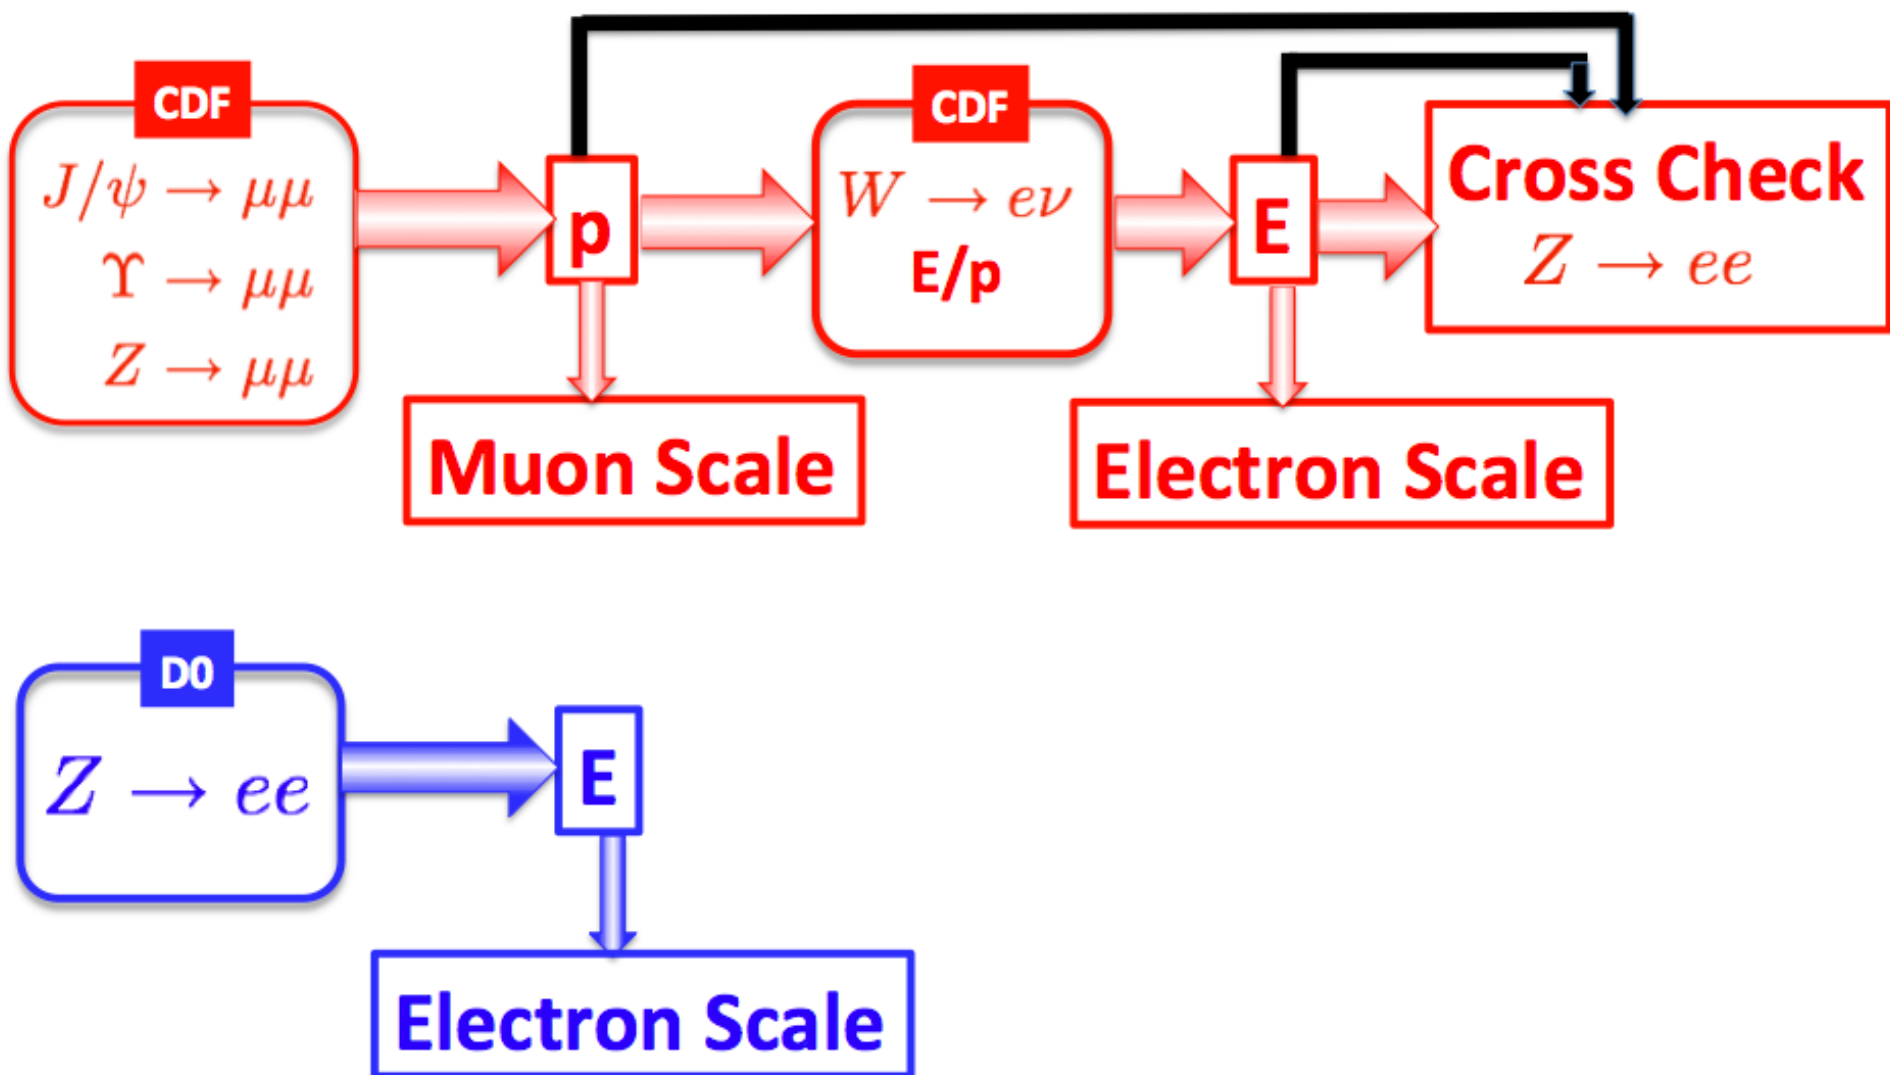 CDF
J/ψ → μμ
Υ → μμ
Z → μμ
p
Muon Scale
CDF
W → eν
E/p
E
Electron Scale
Cross Check
Z → ee
D0
Z → ee
E
Electron Scale